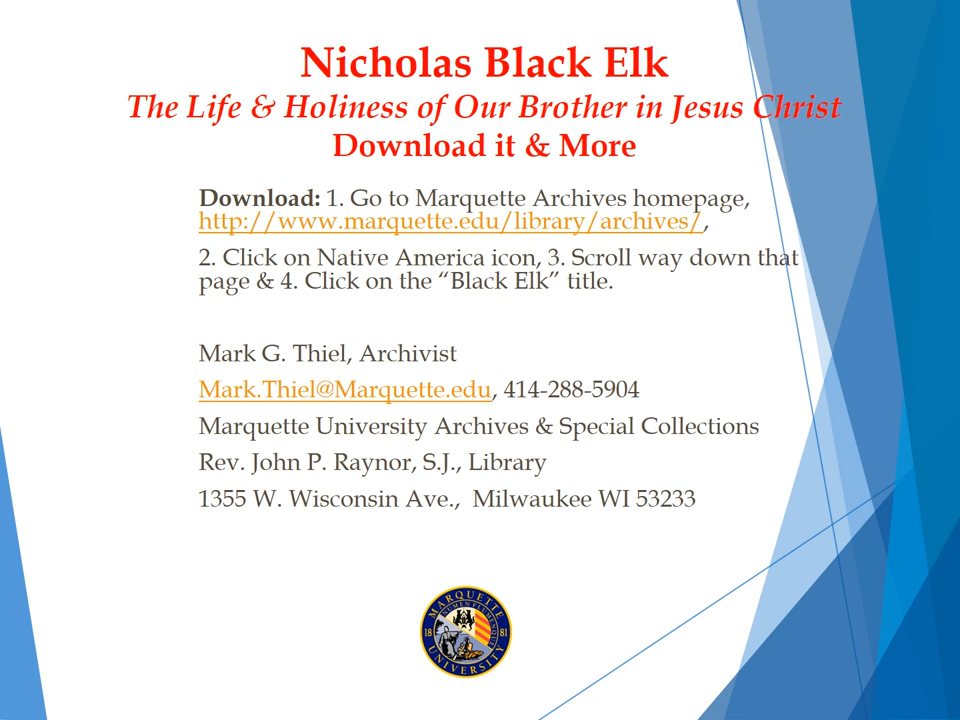 Nicholas Black Elk
The Life & Holiness of Our Brother in Jesus Christ
Download it & More
Download: 1. Go to Marquette Archives homepage,
http://www.marquette.edu/library/archives/,
2. Click on Native America icon, 3. Scroll way down that
page & 4. Click on the “Black Elk” title.
Mark G. Thiel, Archivist
Mark.Thiel@Marquette.edu, 414-288-5904
Marquette University Archives & Special Collections
Rev. John P. Raynor, S.J., Library
1355 W. Wisconsin Ave., Milwaukee WI 53233
MARQUETTE
18 81
UNIVERSITY